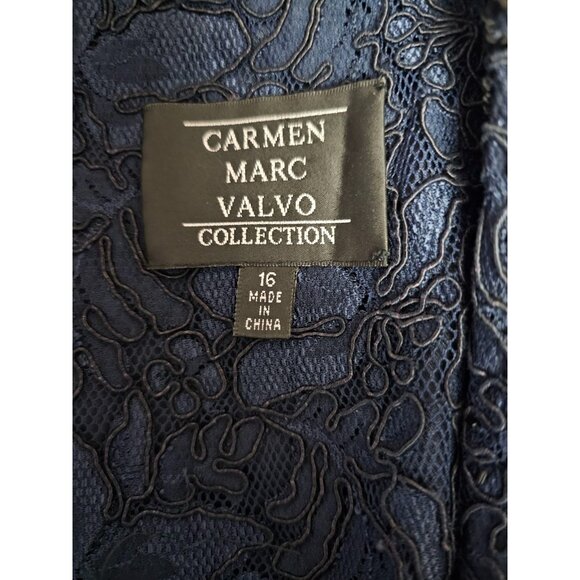 CARMEN
MARC
VALVO
COLLECTION
16
MADE
IN
CHINA